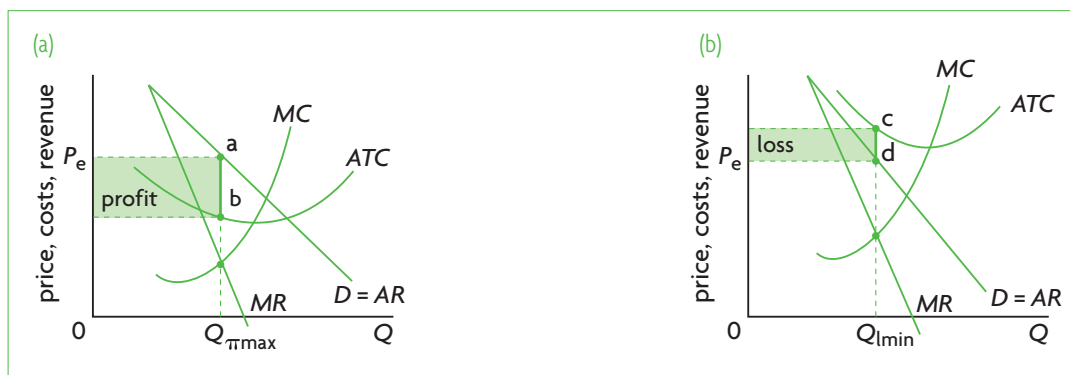 (a)
price, costs, revenue
MC
a
Pe
ATC
profit
b
D = AR
MR
0
Qπmax
Q
(b)
price, costs, revenue
MC
ATC
c
loss
Pe
d
D = AR
MR
0
Qlmin
Q